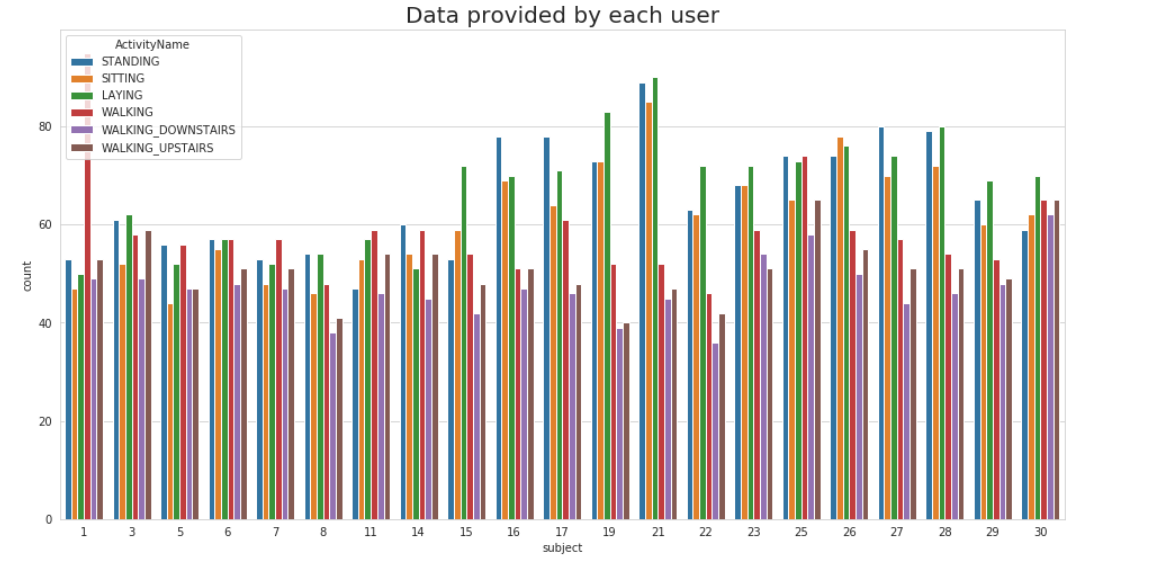 Data provided by each user
ActivityName
STANDING
SITTING
LAYING
WALKING
WALKING_DOWNSTAIRS
WALKING_UPSTAIRS
80
60
40
20
0
count
1 3 5 6 7 8 11 14 15 16 17 19 21 22 23 25 26 27 28 29 30
subject